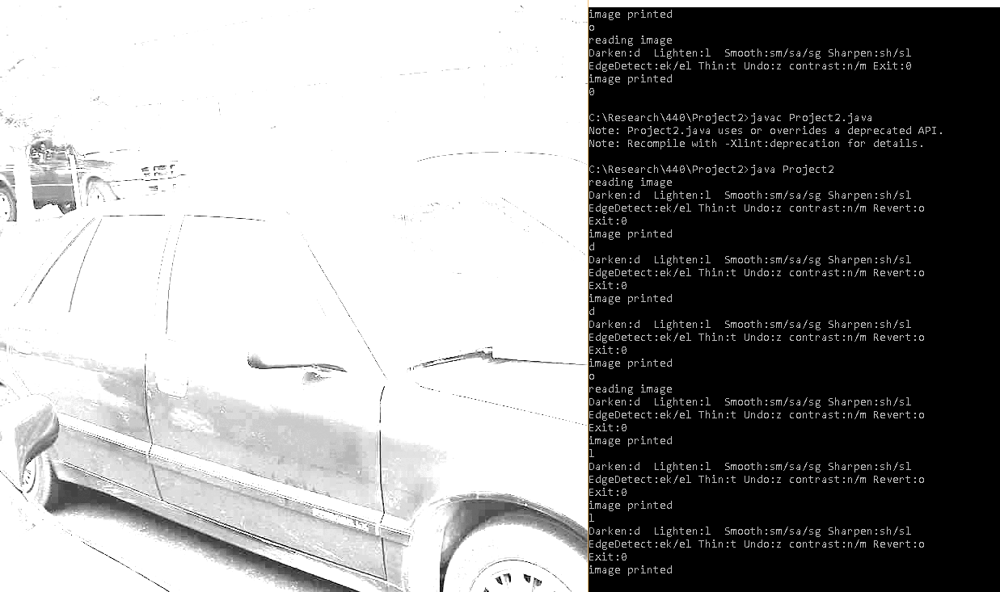 image printed
o
reading image
Darken:d  Lighten:l  Smooth:sm/sa/sg Sharpen:sh/sl
EdgeDetect:ek/el Thin:t Undo:z contrast:n/m Exit:0
image printed
0
C:\Research\440\Project2>javac Project2.java
Note: Project2.java uses or overrides a deprecated API.
Note: Recompile with -Xlint:deprecation for details.
C:\Research\440\Project2>java Project2
reading image
Darken:d  Lighten:l  Smooth:sm/sa/sg Sharpen:sh/sl
EdgeDetect:ek/el Thin:t Undo:z contrast:n/m Revert:o
Exit:0
image printed
d
Darken:d  Lighten:l  Smooth:sm/sa/sg Sharpen:sh/sl
EdgeDetect:ek/el Thin:t Undo:z contrast:n/m Revert:o
Exit:0
image printed
d
Darken:d  Lighten:l  Smooth:sm/sa/sg Sharpen:sh/sl
EdgeDetect:ek/el Thin:t Undo:z contrast:n/m Revert:o
Exit:0
image printed
o
reading image
Darken:d  Lighten:l  Smooth:sm/sa/sg Sharpen:sh/sl
EdgeDetect:ek/el Thin:t Undo:z contrast:n/m Revert:o
Exit:0
image printed
l
Darken:d  Lighten:l  Smooth:sm/sa/sg Sharpen:sh/sl
EdgeDetect:ek/el Thin:t Undo:z contrast:n/m Revert:o
Exit:0
image printed
l
Darken:d  Lighten:l  Smooth:sm/sa/sg Sharpen:sh/sl
EdgeDetect:ek/el Thin:t Undo:z contrast:n/m Revert:o
Exit:0
image printed